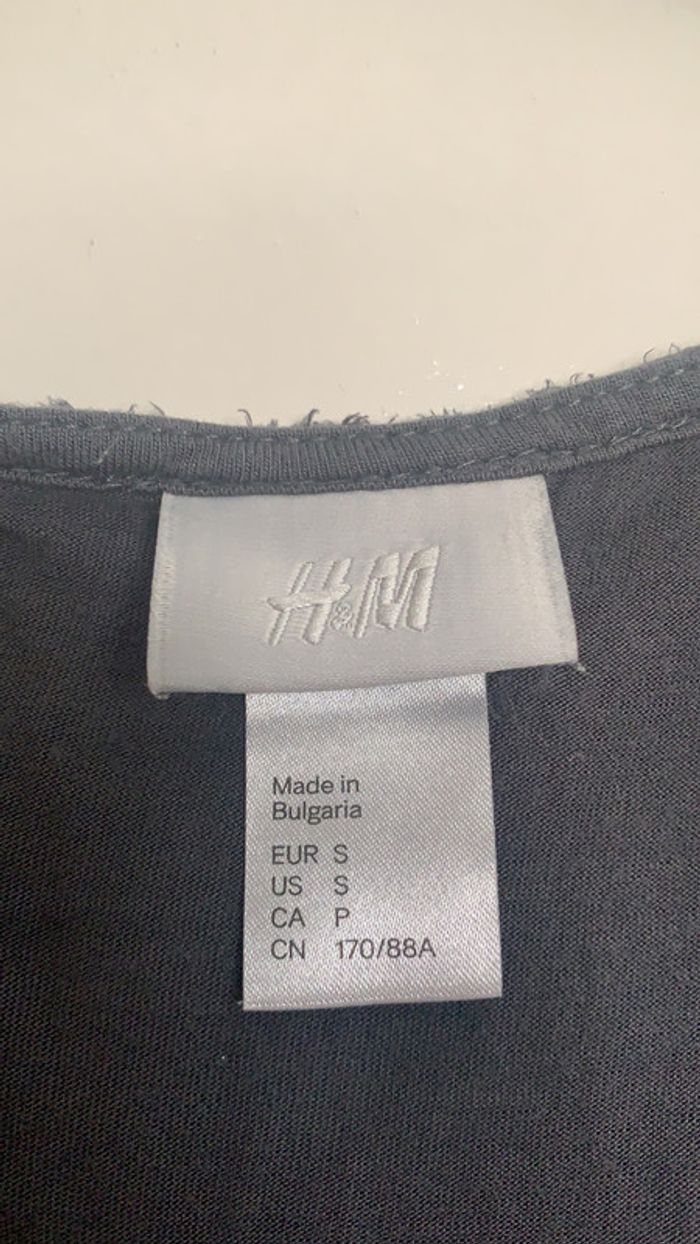 H&M
Made in
Bulgaria
EUR S
US S
CA P
CN 170/88A